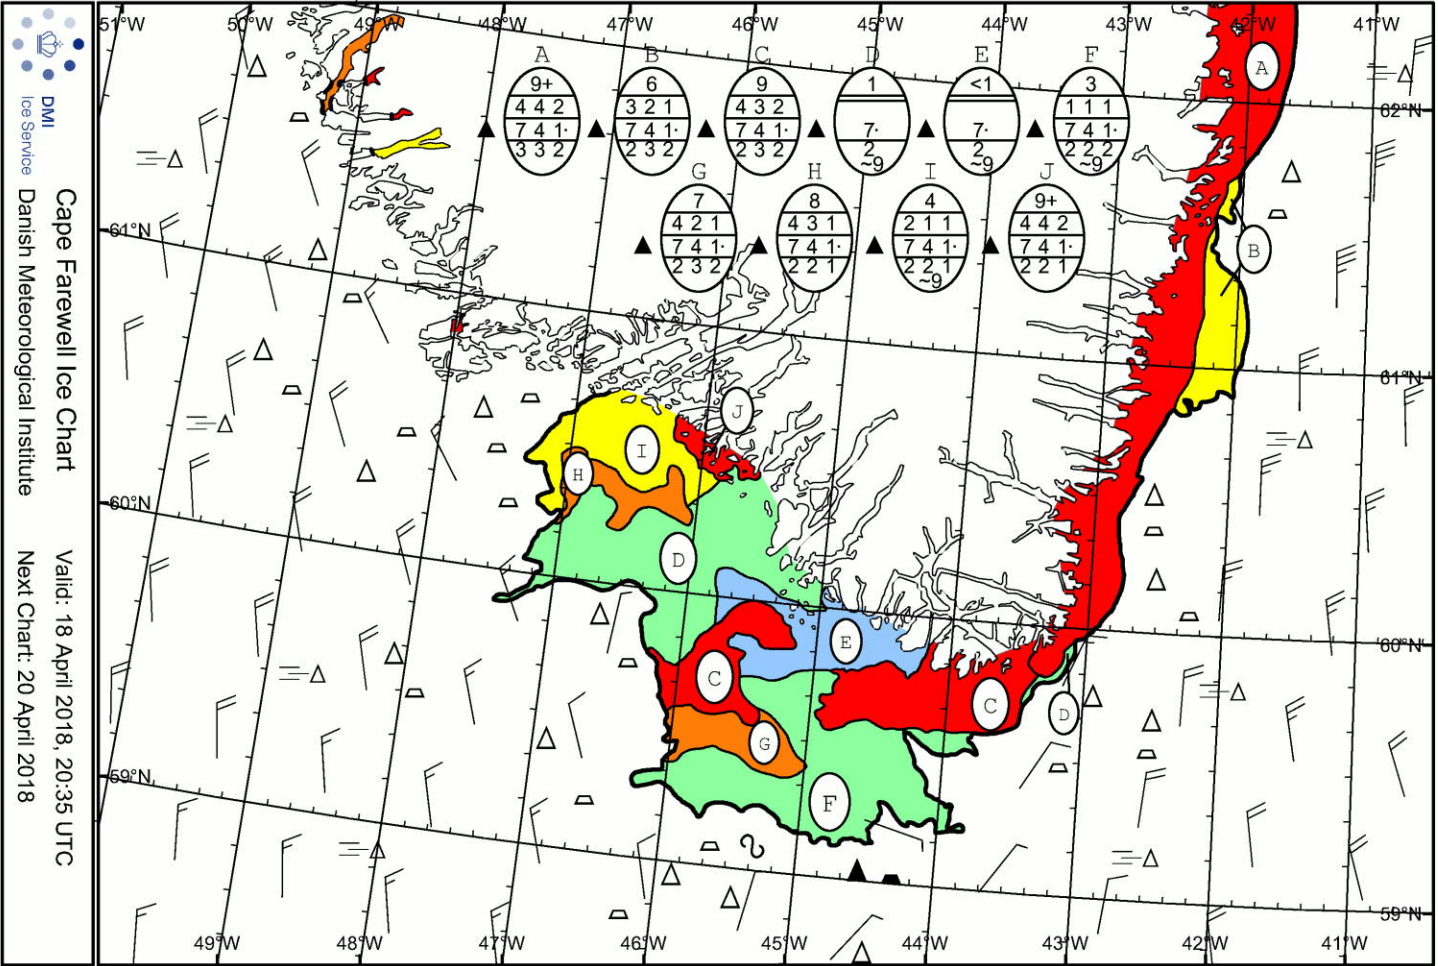 DMI
Ice Service
Cape Farewell Ice Chart
Danish Meteorological Institute
Valid: 18 April 2018, 20:35 UTC
Next Chart: 20 April 2018
51°W 50°W 49°W 48°W 47°W 46°W 45°W 44°W 43°W 42°W 41°W
A B C D E F
9+ 6 9 1 <1 3
4 4 2 3 2 1 4 3 2 1 1 1
7 4 1· 7 4 1· 7 4 1· 7· 7· 7 4 1·
3 3 2 2 3 2 2 3 2 2 2 2 2 2
~9 ~9 ~9
G H I J
7 8 4 9+
4 2 1 4 3 1 2 1 1 4 4 2
7 4 1· 7 4 1· 7 4 1· 7 4 1·
2 3 2 2 2 1 2 2 1 2 2 1
~9
A
62°N
61°N
B
61°N
J
I
H
60°N
D
E
60°N
C
C
D
G
59°N
F
59°N
49°W 48°W 47°W 46°W 45°W 44°W 43°W 42°W 41°W